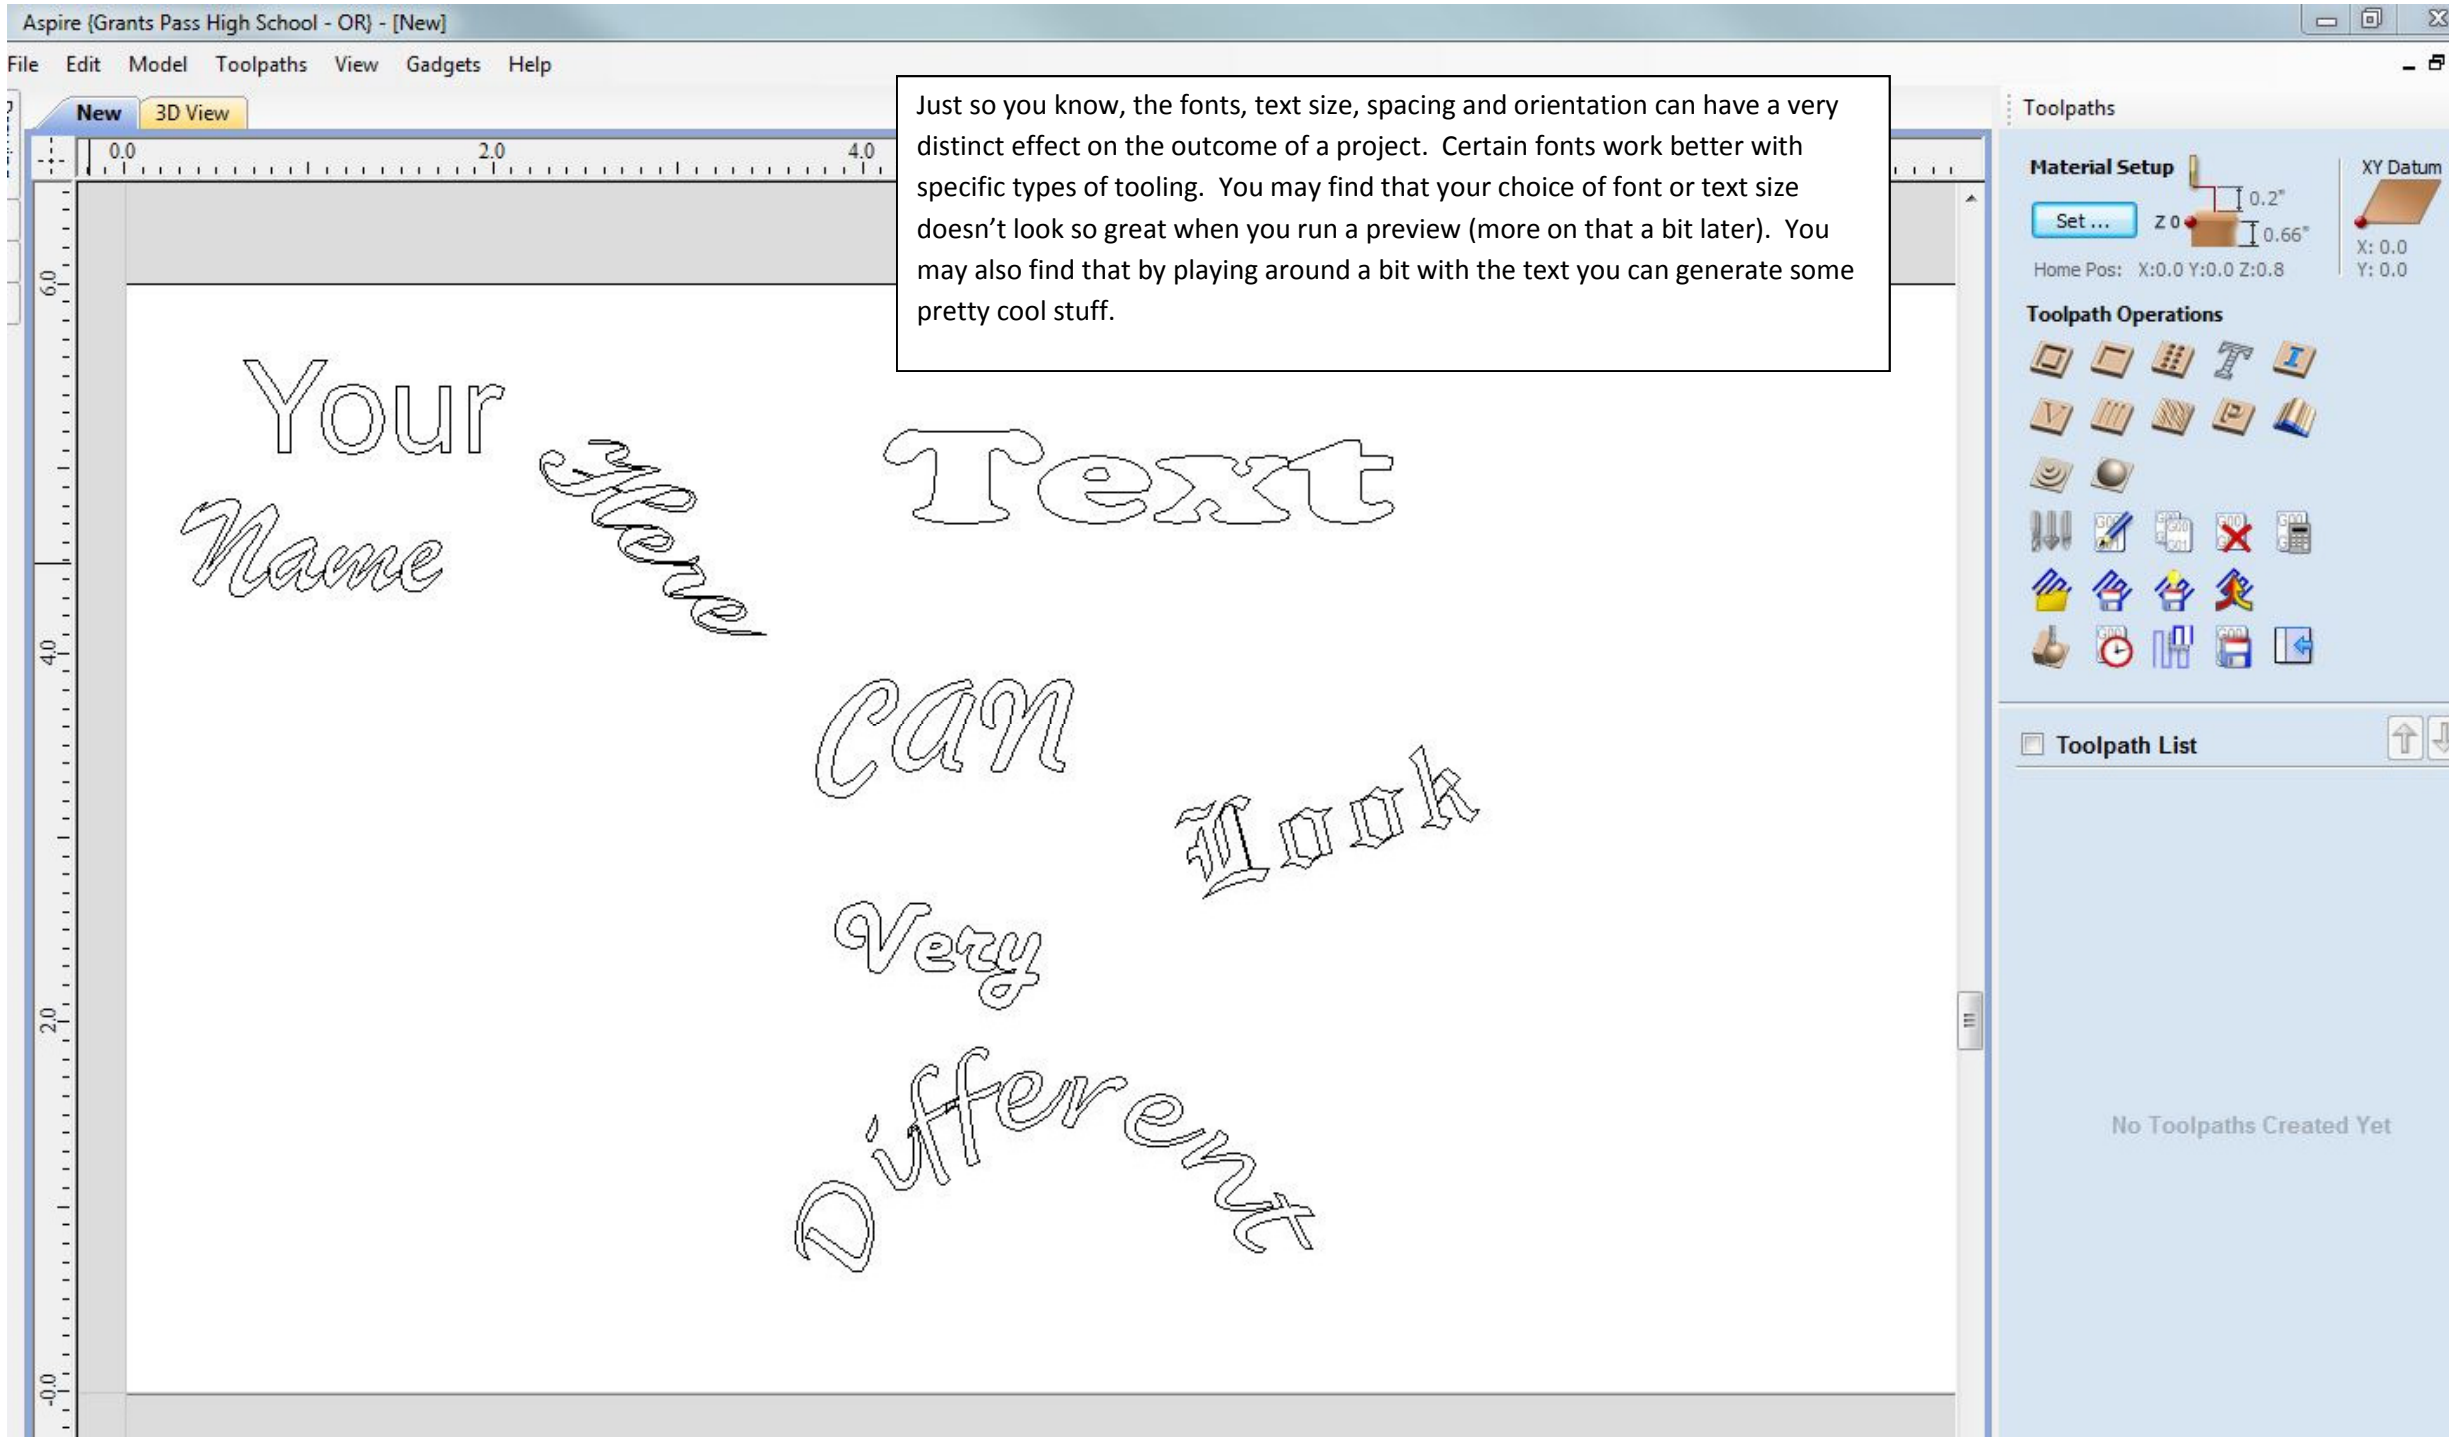 Aspire {Grants Pass High School - OR} - [New]
File Edit Model Toolpaths View Gadgets Help
New 3D View
0.0 2.0 4.0
Just so you know, the fonts, text size, spacing and orientation can have a very
distinct effect on the outcome of a project. Certain fonts work better with
specific types of tooling. You may find that your choice of font or text size
doesn't look so great when you run a preview (more on that a bit later). You
may also find that by playing around a bit with the text you can generate some
pretty cool stuff.
6.0
4.0
2.0
-0.0
Your
Name
Here
Text
Can
Look
Very
Different
Toolpaths
Material Setup
Set ...
Z 0
0.2"
0.66"
Home Pos: X:0.0 Y:0.0 Z:0.8
XY Datum
X: 0.0
Y: 0.0
Toolpath Operations
Toolpath List
No Toolpaths Created Yet